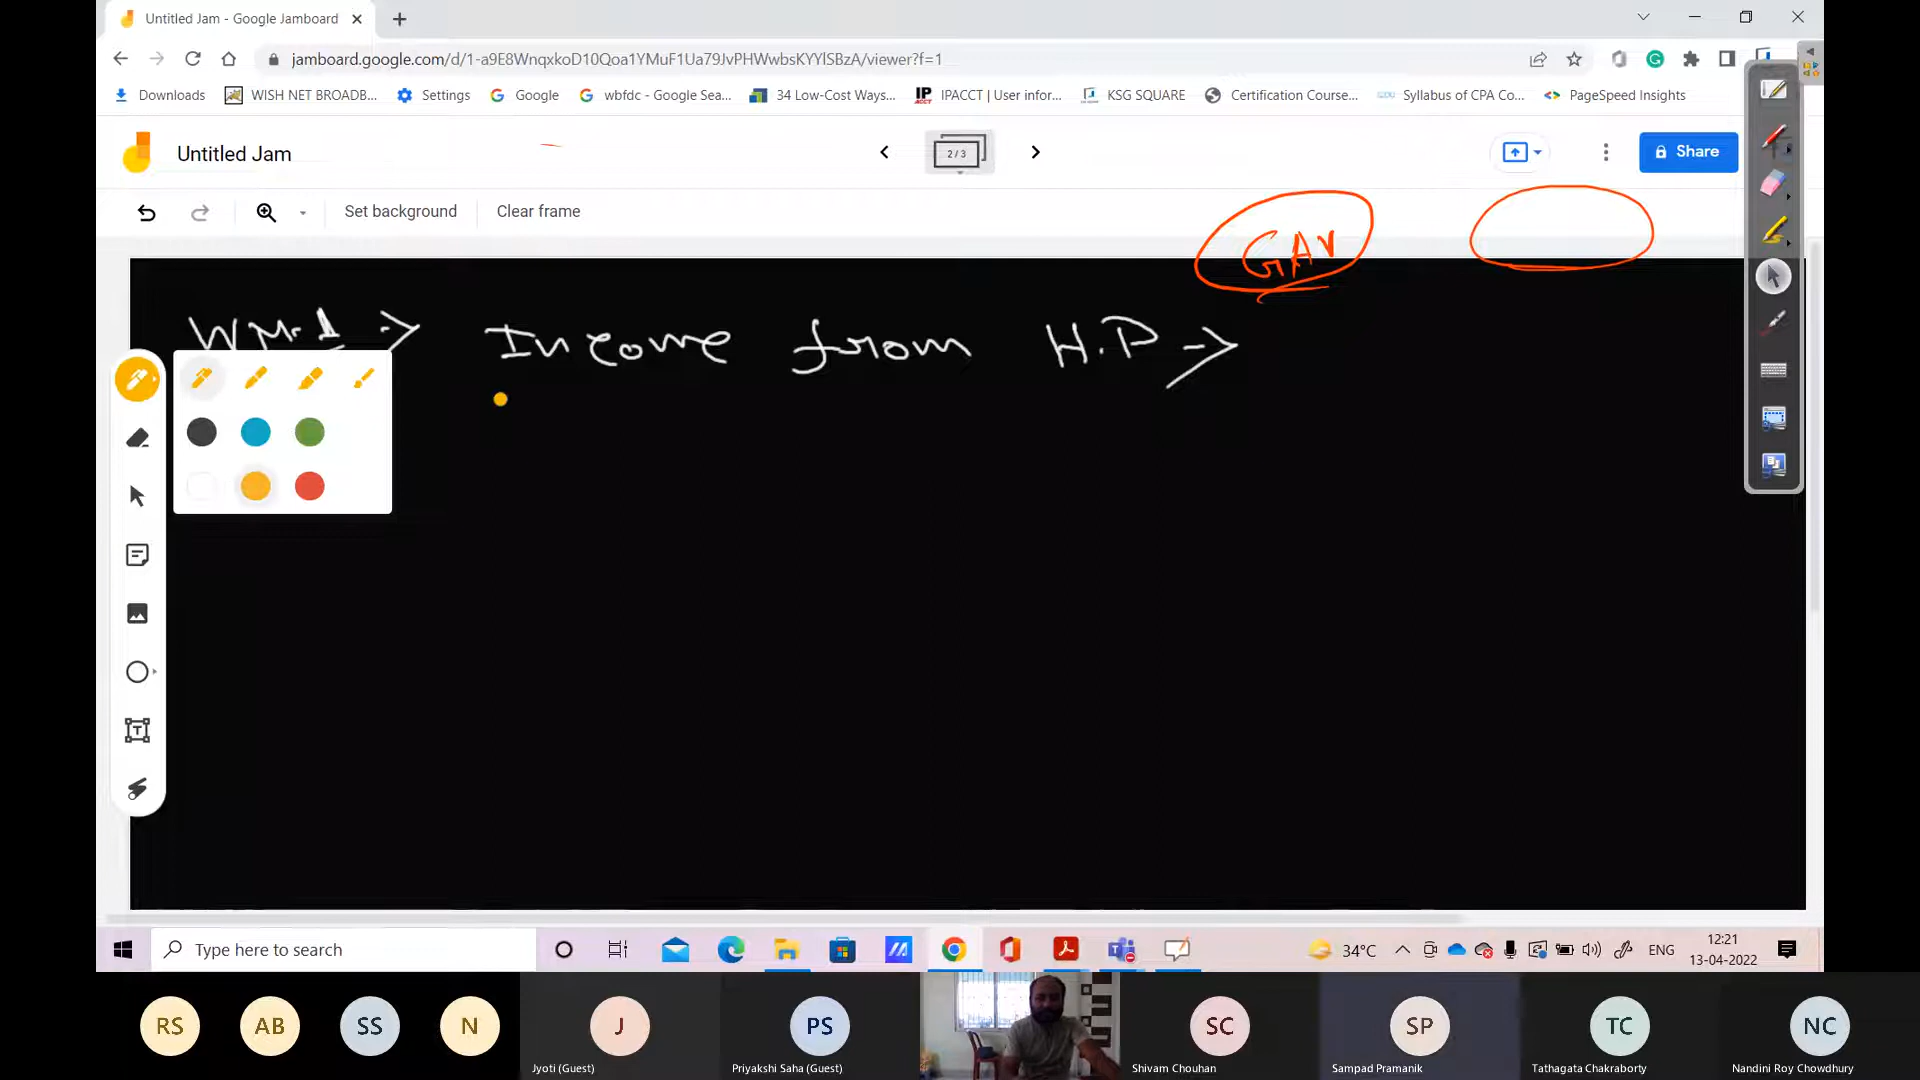 Untitled Jam - Google Jamboard
jamboard.google.com/d/1-a9E8WnqxkoD10Qoa1YMuF1Ua79JvPHWwbsKYYlSBzA/viewer?f=1
Downloads WISH NET BROADB... Settings Google wbfdc - Google Sea... 34 Low-Cost Ways... IPACCT | User infor... KSG SQUARE Certification Course... Syllabus of CPA Co... PageSpeed Insights
Untitled Jam
2 / 3
Share
Set background Clear frame
GAV
Income from H.P →
Type here to search
34°C
ENG
12:21
13-04-2022
RS AB SS N J PS SC SP TC NC
Jyoti (Guest) Priyakshi Saha (Guest) Shivam Chouhan Sampad Pramanik Tathagata Chakraborty Nandini Roy Chowdhury